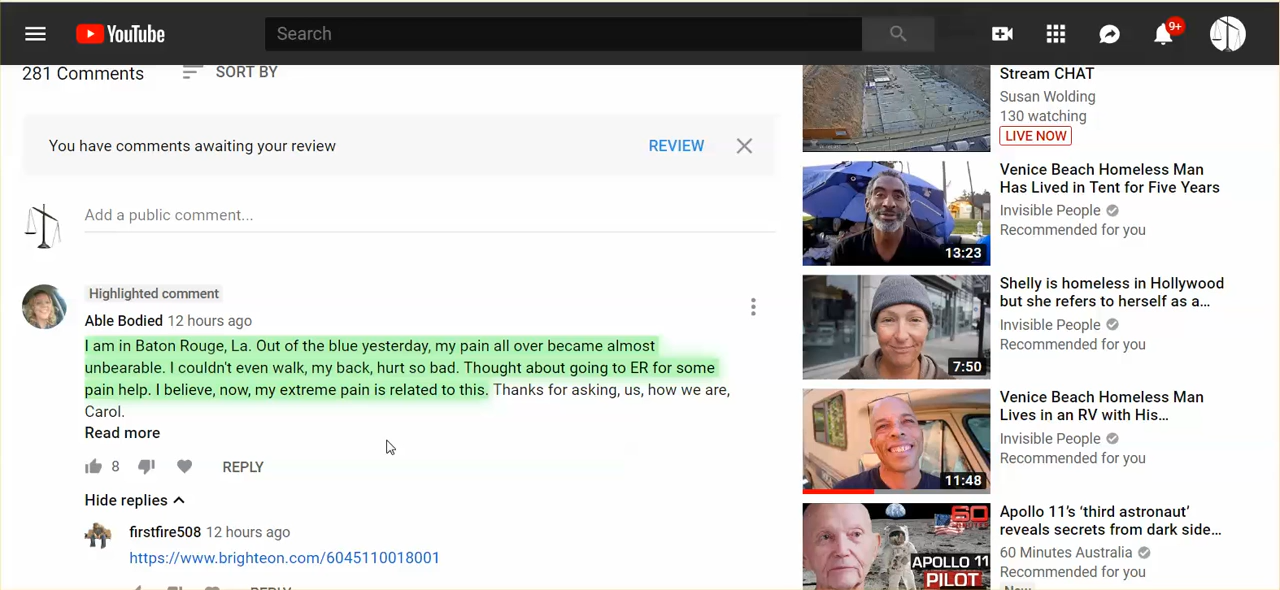 YouTube
Search
9+
281 Comments
SORT BY
You have comments awaiting your review
REVIEW
Add a public comment...
Highlighted comment
Able Bodied 12 hours ago
I am in Baton Rouge, La. Out of the blue yesterday, my pain all over became almost
unbearable. I couldn't even walk, my back, hurt so bad. Thought about going to ER for some
pain help. I believe, now, my extreme pain is related to this. Thanks for asking, us, how we are,
Carol.
Read more
8
REPLY
Hide replies
firstfire508 12 hours ago
https://www.brighteon.com/6045110018001
REPLY
Stream CHAT
Susan Wolding
130 watching
LIVE NOW
13:23
Venice Beach Homeless Man
Has Lived in Tent for Five Years
Invisible People
Recommended for you
7:50
Shelly is homeless in Hollywood
but she refers to herself as a...
Invisible People
Recommended for you
11:48
Venice Beach Homeless Man
Lives in an RV with His...
Invisible People
Recommended for you
60
MINUTES
APOLLO 11
PILOT
Apollo 11's ‘third astronaut’
reveals secrets from dark side...
60 Minutes Australia
Recommended for you
New